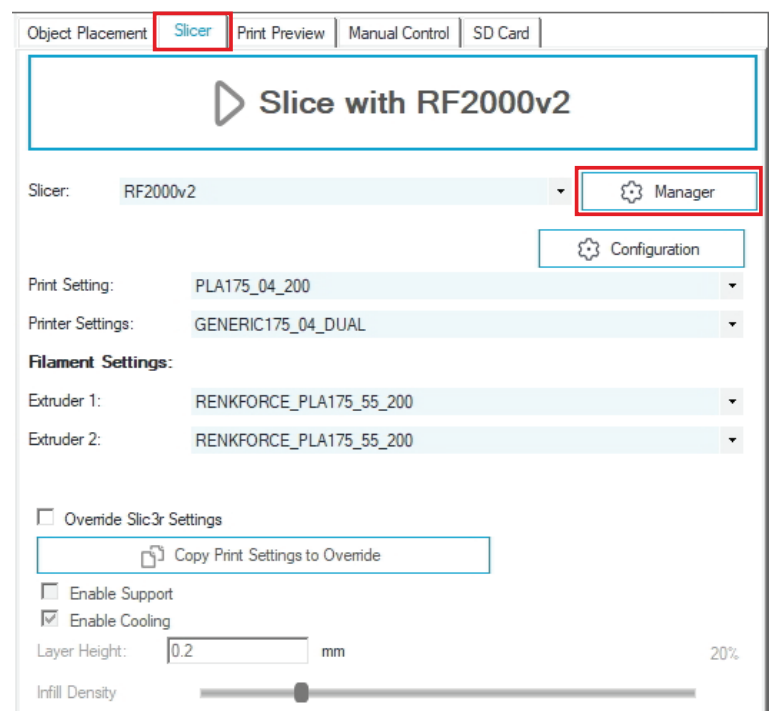 Object Placement Slicer Print Preview Manual Control SD Card
Slice with RF2000v2
Slicer: RF2000v2 Manager
Configuration
Print Setting: PLA175_04_200
Printer Settings: GENERIC175_04_DUAL
Filament Settings:
Extruder 1: RENKFORCE_PLA175_55_200
Extruder 2: RENKFORCE_PLA175_55_200
Override Slic3r Settings
Copy Print Settings to Override
Enable Support
Enable Cooling
Layer Height: 0.2 mm 20%
Infill Density